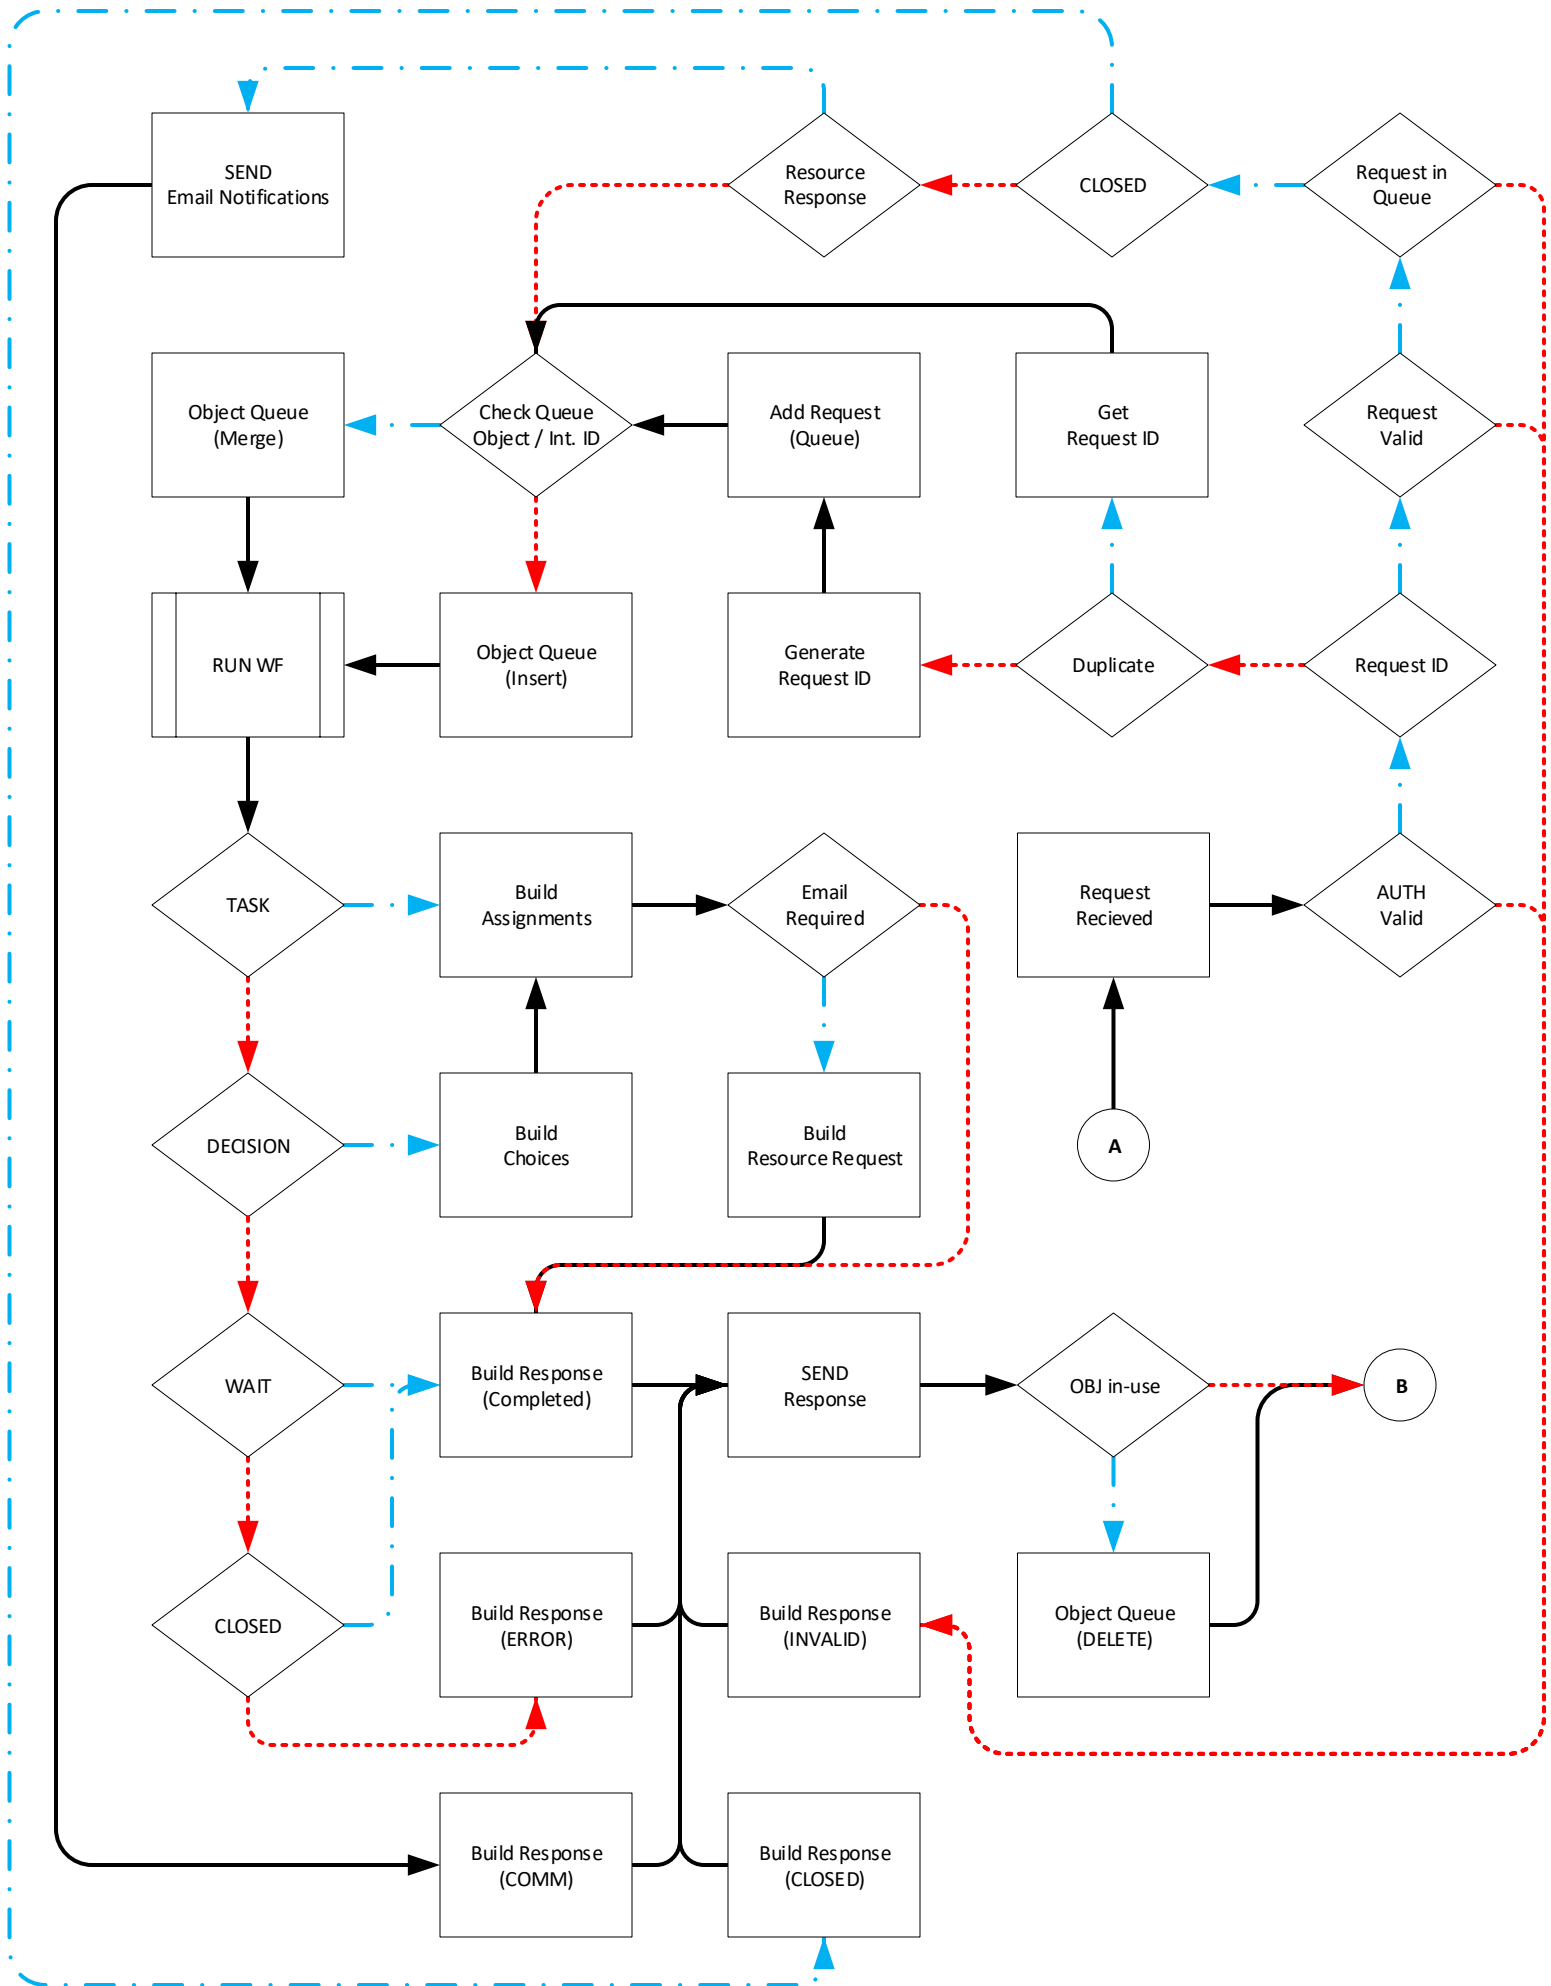 SEND
Email Notifications
Resource
Response
CLOSED
Request in
Queue
Object Queue
(Merge)
Check Queue
Object / Int. ID
Add Request
(Queue)
Get
Request ID
Request
Valid
RUN WF
Object Queue
(Insert)
Generate
Request ID
Duplicate
Request ID
TASK
Build
Assignments
Email
Required
Request
Recieved
AUTH
Valid
DECISION
Build
Choices
Build
Resource Request
A
WAIT
Build Response
(Completed)
SEND
Response
OBJ in-use
B
CLOSED
Build Response
(ERROR)
Build Response
(INVALID)
Object Queue
(DELETE)
Build Response
(COMM)
Build Response
(CLOSED)